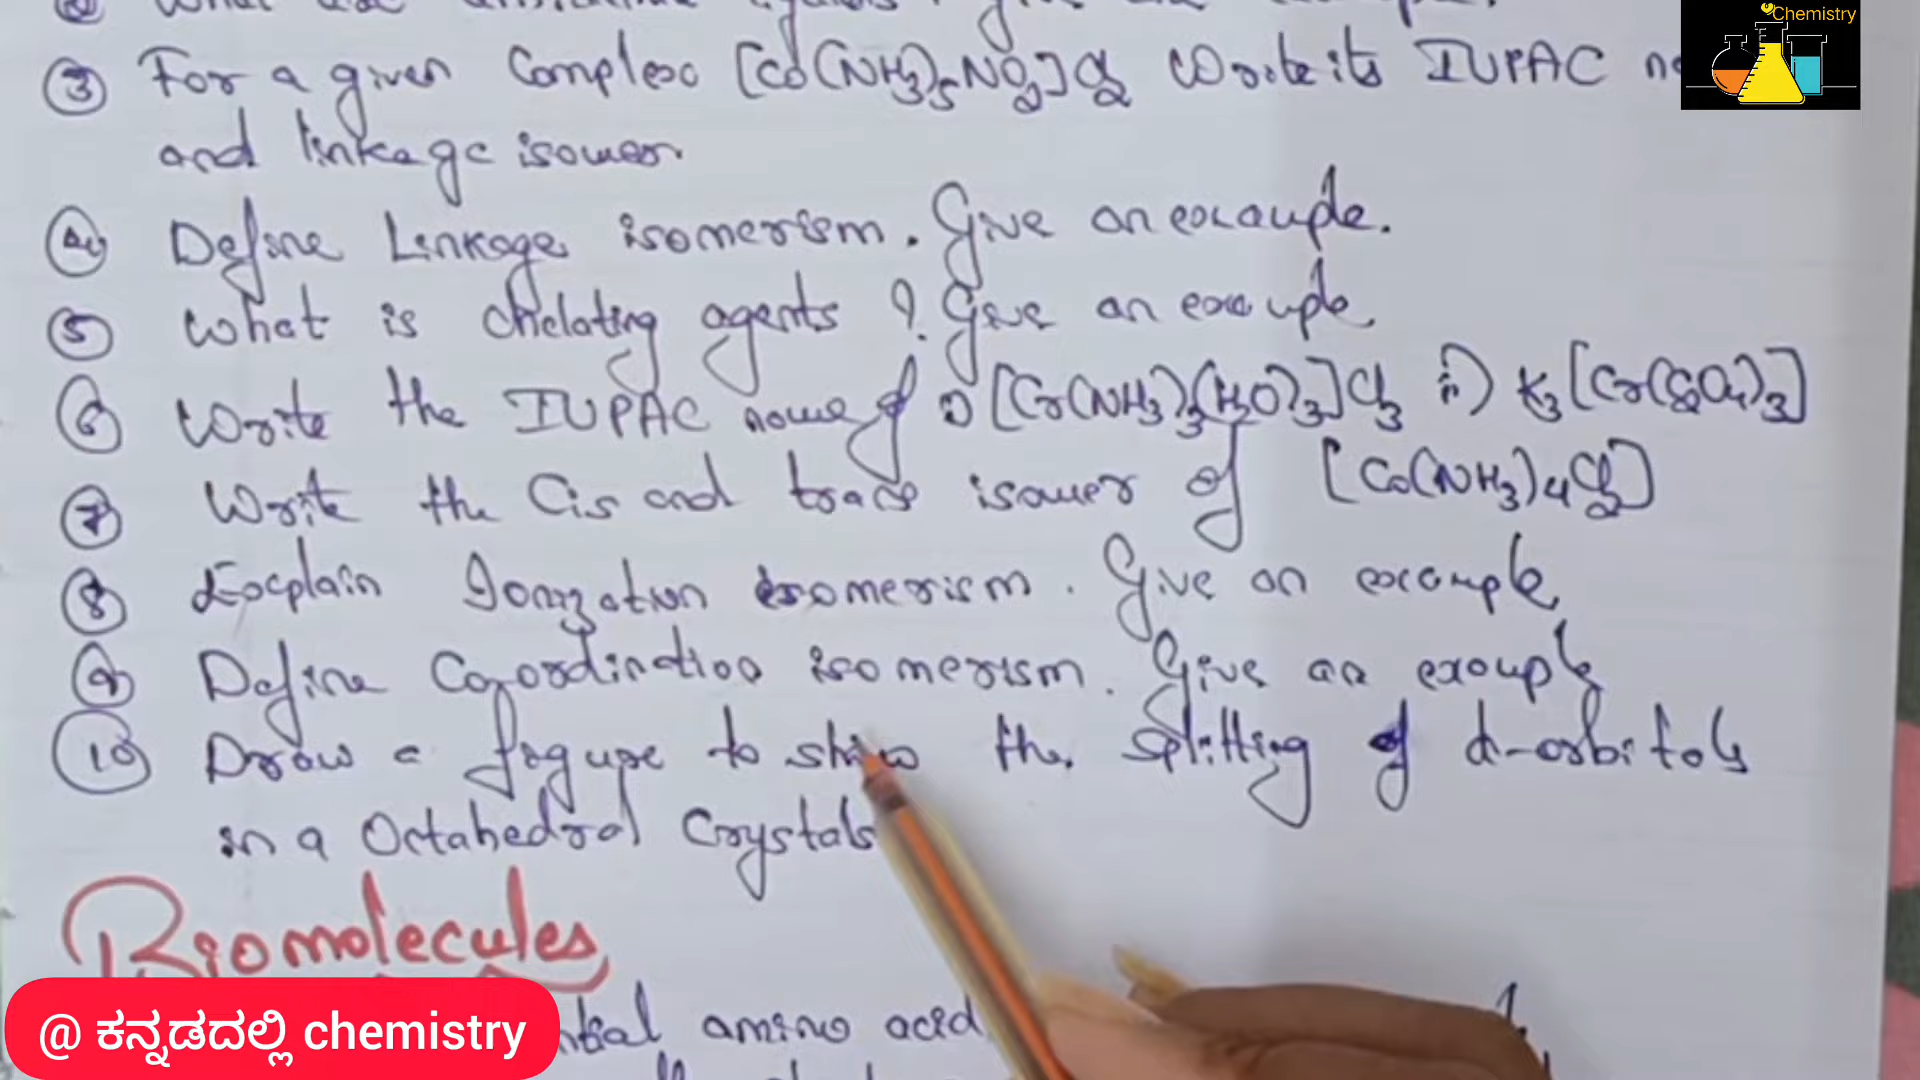 Chemistry
③ For a given Complex [Co(NH3)5NO2]Cl2 Write its IUPAC
and linkage isomer.
④ Define Linkage isomerism. Give an example.
⑤ What is chelating agents ? Give an example.
⑥ Write the IUPAC name of i) [Cr(NH3)3(H2O)3]Cl3 ii) K3[Cr(C2O4)3]
⑦ Write the Cis and trans isomer of [Co(NH3)4Cl2]
⑧ Explain Ionization isomerism. Give an example
⑨ Define Coordination isomerism. Give an example
⑩ Draw a figure to show the splitting of d-orbitals
in a Octahedral Crystals
Biomolecules
amino acid
@ ಕನ್ನಡದಲ್ಲಿ chemistry